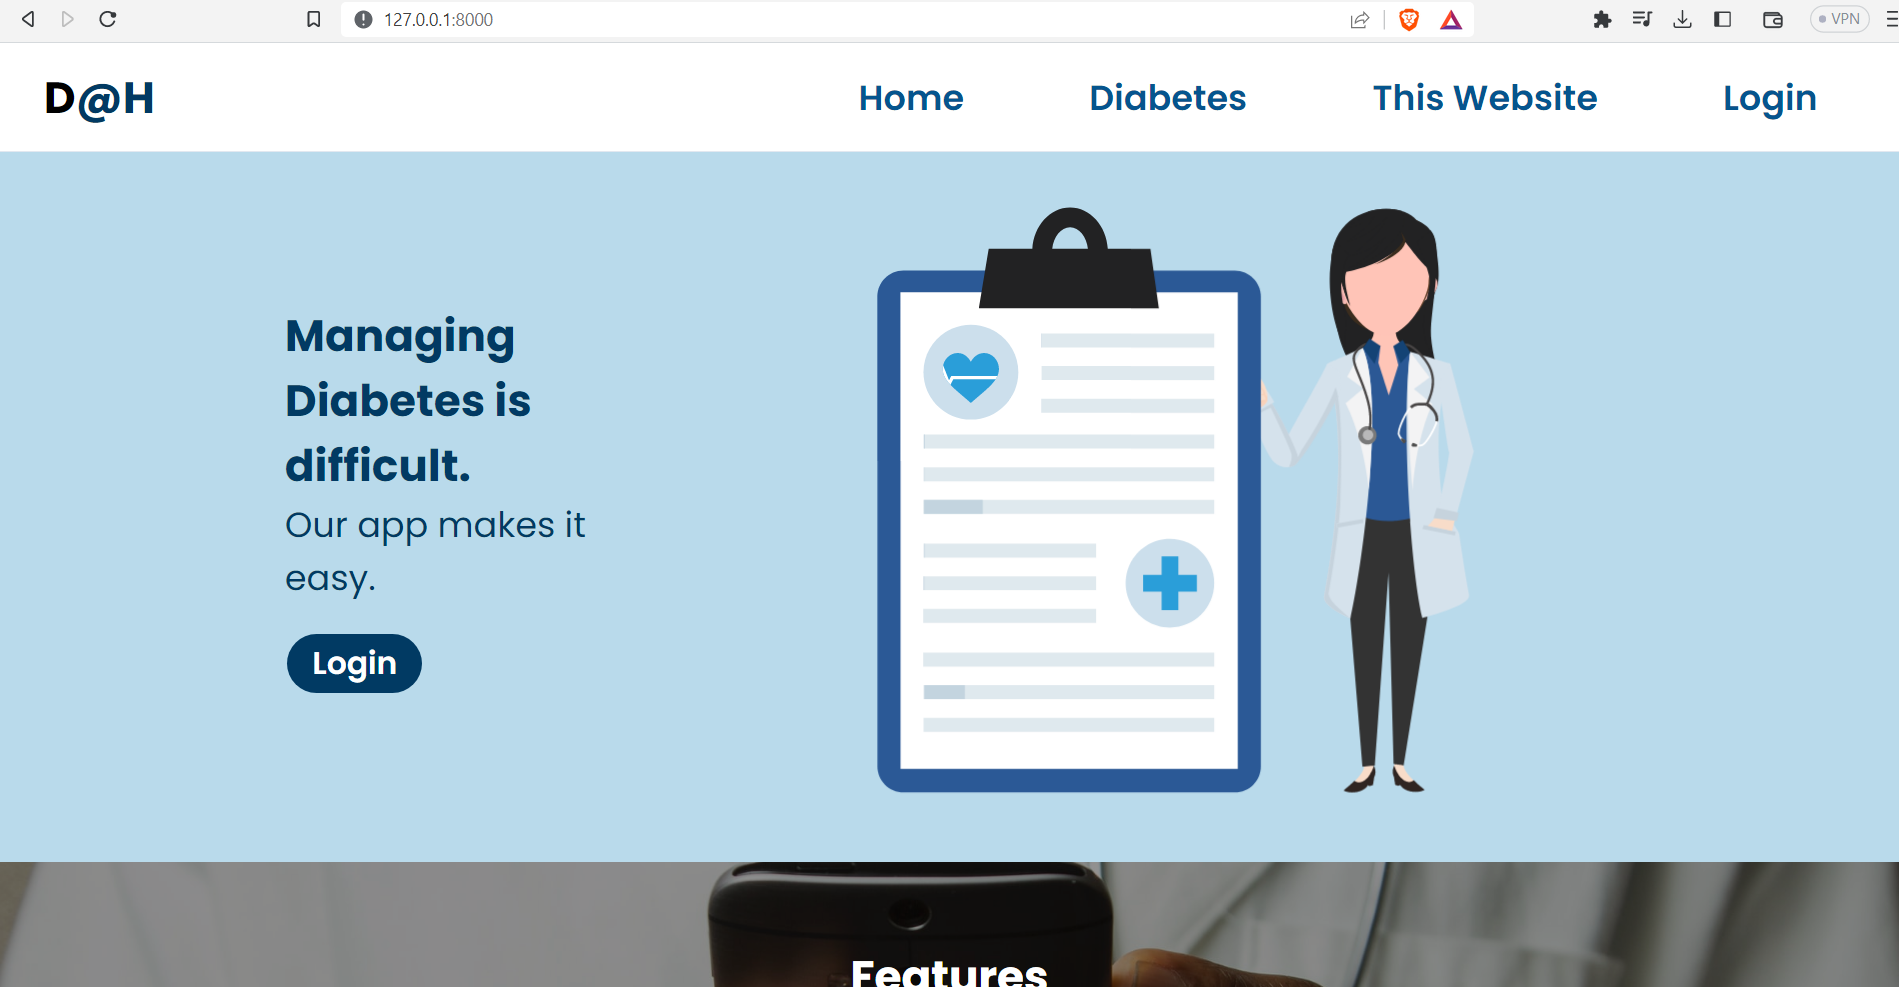 127.0.0.1:8000
VPN
D@H
Home
Diabetes
This Website
Login
Managing
Diabetes is
difficult.
Our app makes it
easy.
Login
Features